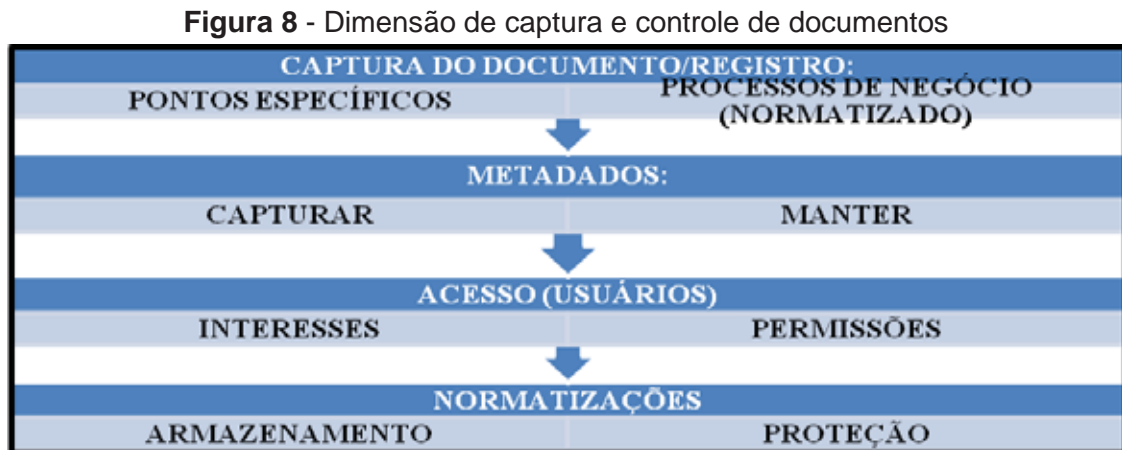 Figura 8 - Dimensão de captura e controle de documentos
CAPTURA DO DOCUMENTO/REGISTRO:
PONTOS ESPECÍFICOS
PROCESSOS DE NEGÓCIO
(NORMATIZADO)
METADADOS:
CAPTURAR
MANTER
ACESSO (USUÁRIOS)
INTERESSES
PERMISSÕES
NORMATIZAÇÕES
ARMAZENAMENTO
PROTEÇÃO